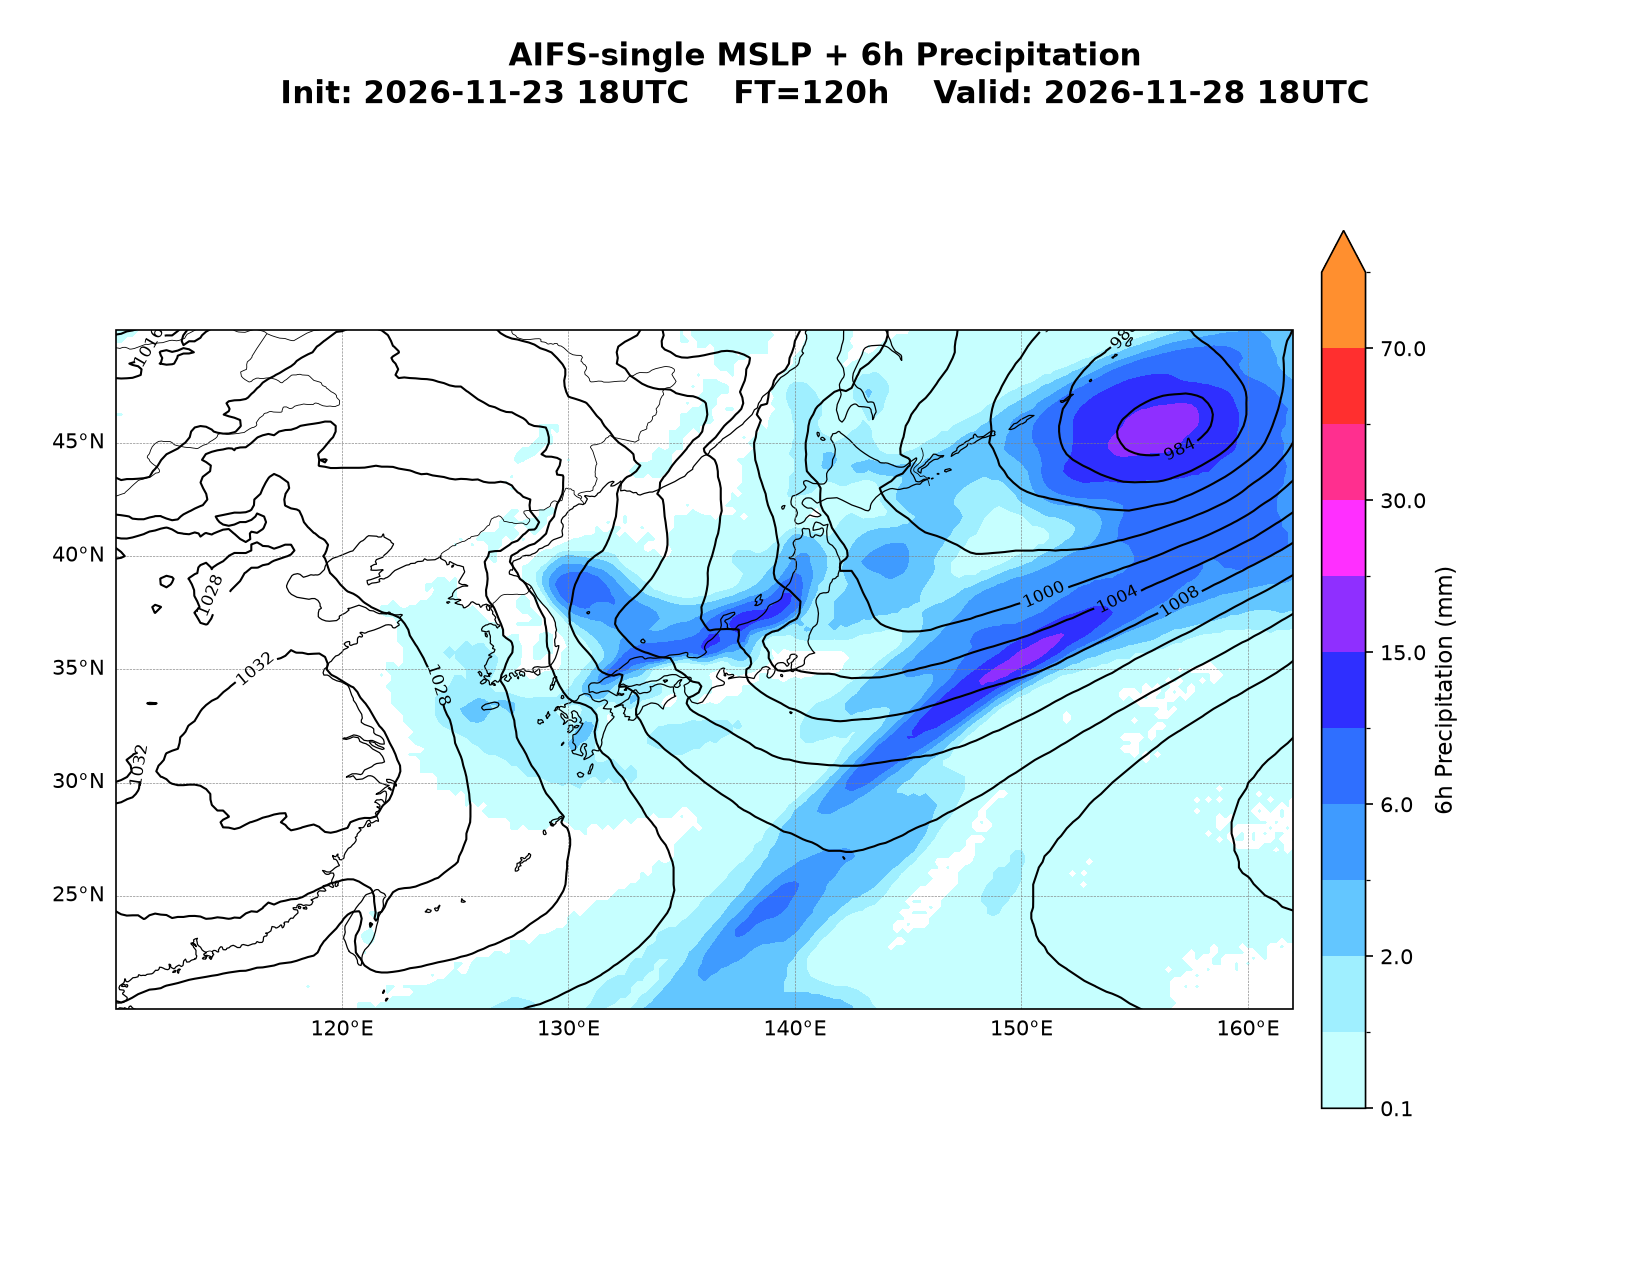 AIFS-single MSLP + 6h Precipitation
Init: 2026-11-23 18UTC    FT=120h    Valid: 2026-11-28 18UTC
1016
984
1028
1000
1004
1008
1032
1028
1032
45°N
40°N
35°N
30°N
25°N
120°E
130°E
140°E
150°E
160°E
70.0
30.0
15.0
6.0
2.0
0.1
6h Precipitation (mm)